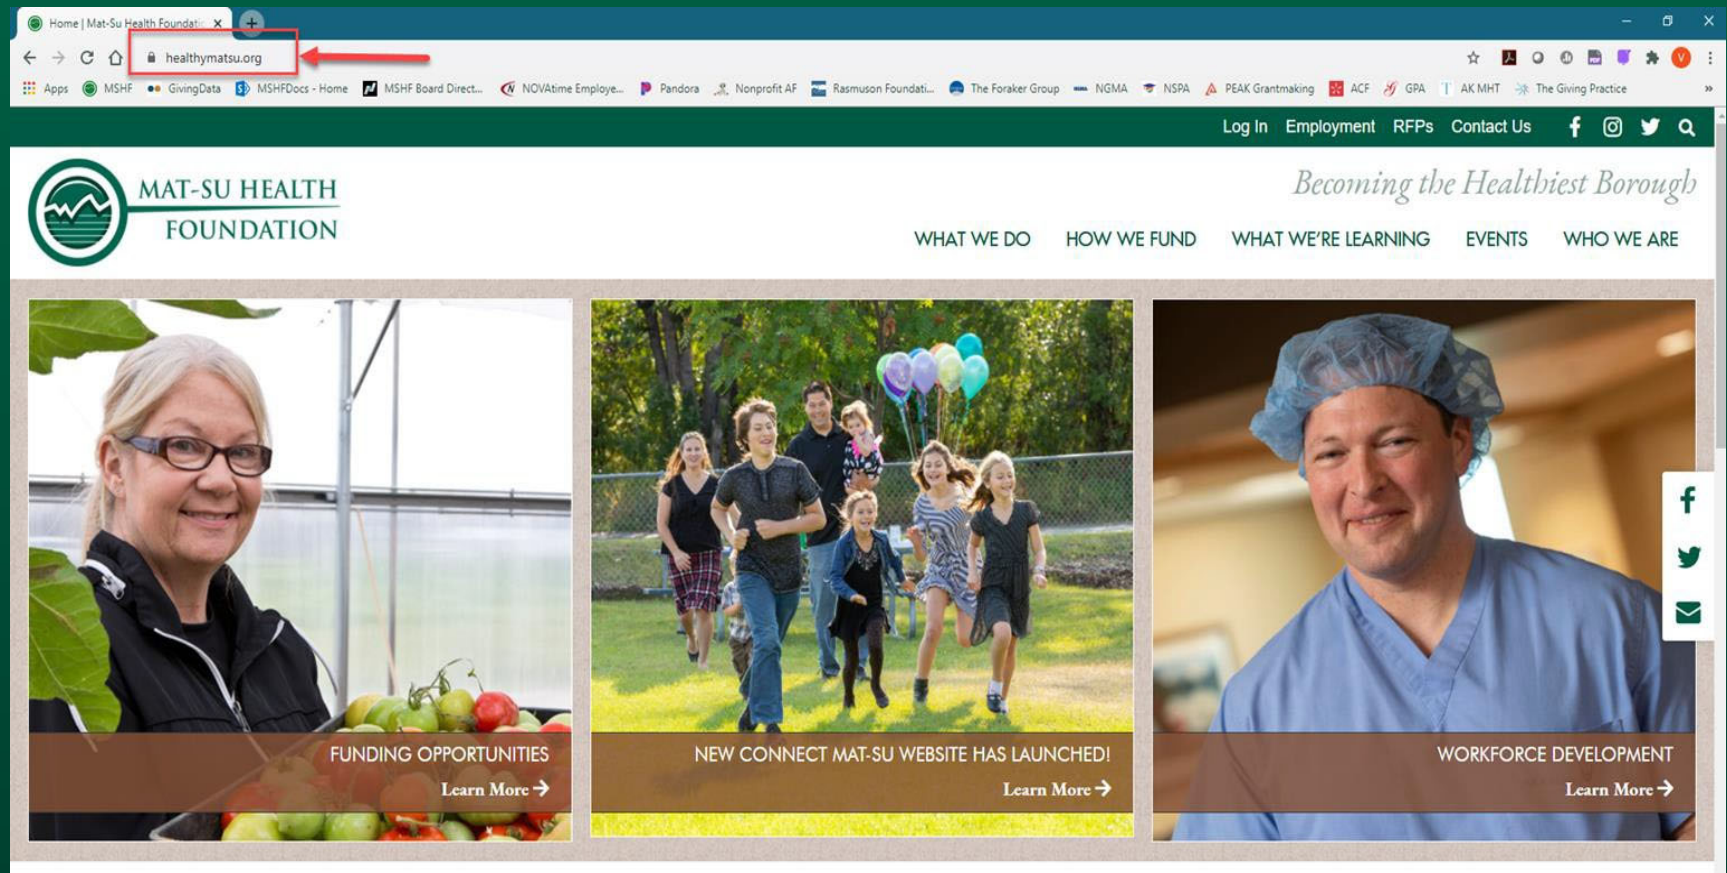 Home | Mat-Su Health Foundatic
healthymatsu.org
V
Apps MSHF GivingData MSHFDocs - Home MSHF Board Direct... NOVAtime Employe... Pandora Nonprofit AF Rasmuson Foundati... The Foraker Group NGMA NSPA PEAK Grantmaking ACF GPA AK MHT The Giving Practice »
Log In Employment RFPs Contact Us
Becoming the Healthiest Borough
MAT-SU HEALTH
FOUNDATION
WHAT WE DO HOW WE FUND WHAT WE'RE LEARNING EVENTS WHO WE ARE
FUNDING OPPORTUNITIES
Learn More →
NEW CONNECT MAT-SU WEBSITE HAS LAUNCHED!
Learn More →
WORKFORCE DEVELOPMENT
Learn More →